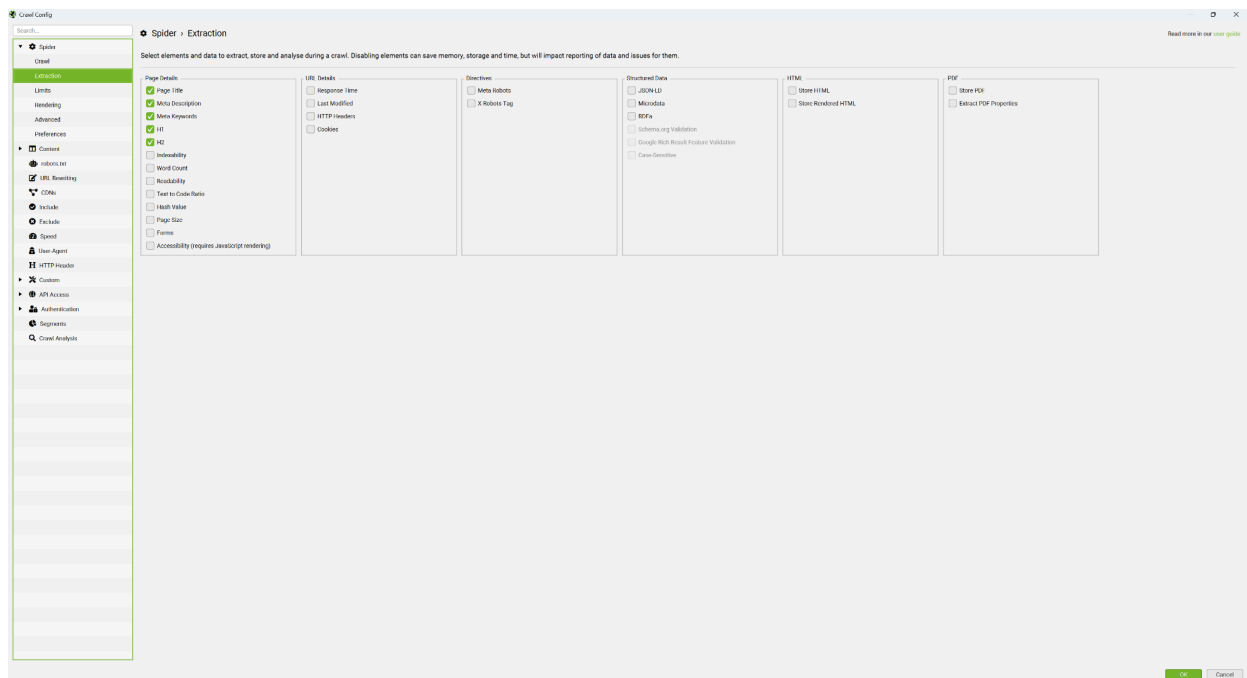 Crawl Config
Search...
Spider
Crawl
Extraction
Limits
Rendering
Advanced
Preferences
Content
robots.txt
URL Rewriting
CDNs
Include
Exclude
Speed
User-Agent
HTTP Header
Custom
API Access
Authentication
Segments
Crawl Analysis
Spider › Extraction
Read more in our user guide
Select elements and data to extract, store and analyse during a crawl. Disabling elements can save memory, storage and time, but will impact reporting of data and issues for them.
Page Details
Page Title
Meta Description
Meta Keywords
H1
H2
Indexability
Word Count
Readability
Text to Code Ratio
Hash Value
Page Size
Forms
Accessibility (requires JavaScript rendering)
URL Details
Response Time
Last Modified
HTTP Headers
Cookies
Directives
Meta Robots
X Robots Tag
Structured Data
JSON-LD
Microdata
RDFa
Schema.org Validation
Google Rich Result Feature Validation
Case-Sensitive
HTML
Store HTML
Store Rendered HTML
PDF
Store PDF
Extract PDF Properties
OK
Cancel